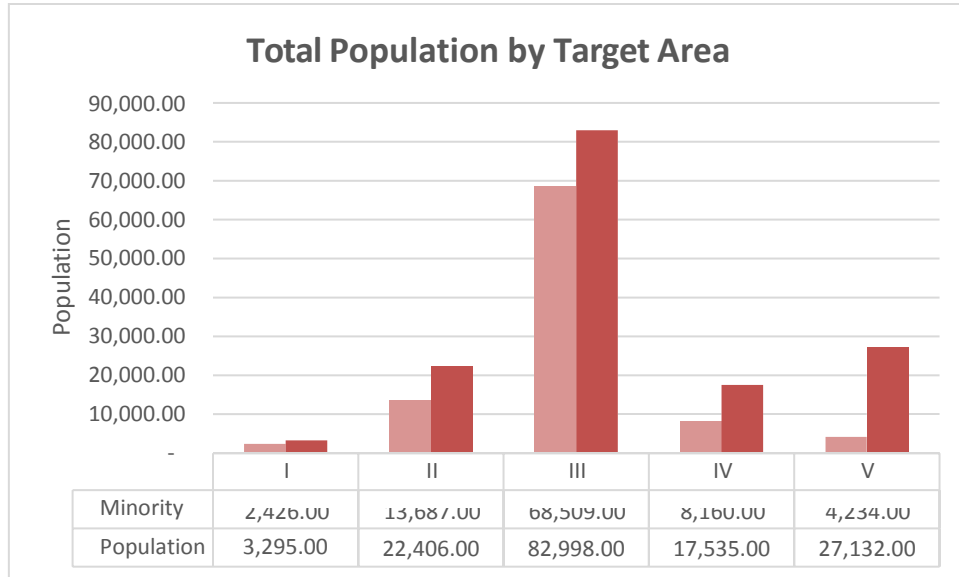 Total Population by Target Area
Population
90,000.00
80,000.00
70,000.00
60,000.00
50,000.00
40,000.00
30,000.00
20,000.00
10,000.00
-
I II III IV V
Minority 2,426.00 13,687.00 68,509.00 8,160.00 4,234.00
Population 3,295.00 22,406.00 82,998.00 17,535.00 27,132.00